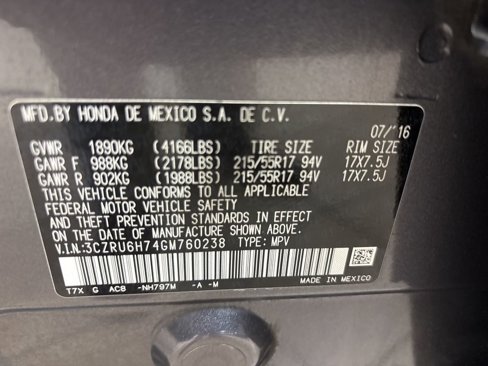 MFD.BY HONDA DE MEXICO S.A. DE C.V.
07/'16
GVWR 1890KG (4166LBS) TIRE SIZE RIM SIZE
GAWR F 988KG (2178LBS) 215/55R17 94V 17X7.5J
GAWR R 902KG (1988LBS) 215/55R17 94V 17X7.5J
THIS VEHICLE CONFORMS TO ALL APPLICABLE
FEDERAL MOTOR VEHICLE SAFETY
STANDARDS IN EFFECT
ON THE DATE OF MANUFACTURE SHOWN ABOVE.
V.I.N:3CZRU6H74GM760238 TYPE: MPV
T7X G AC8 -NH797M -A -M
MADE IN MEXICO